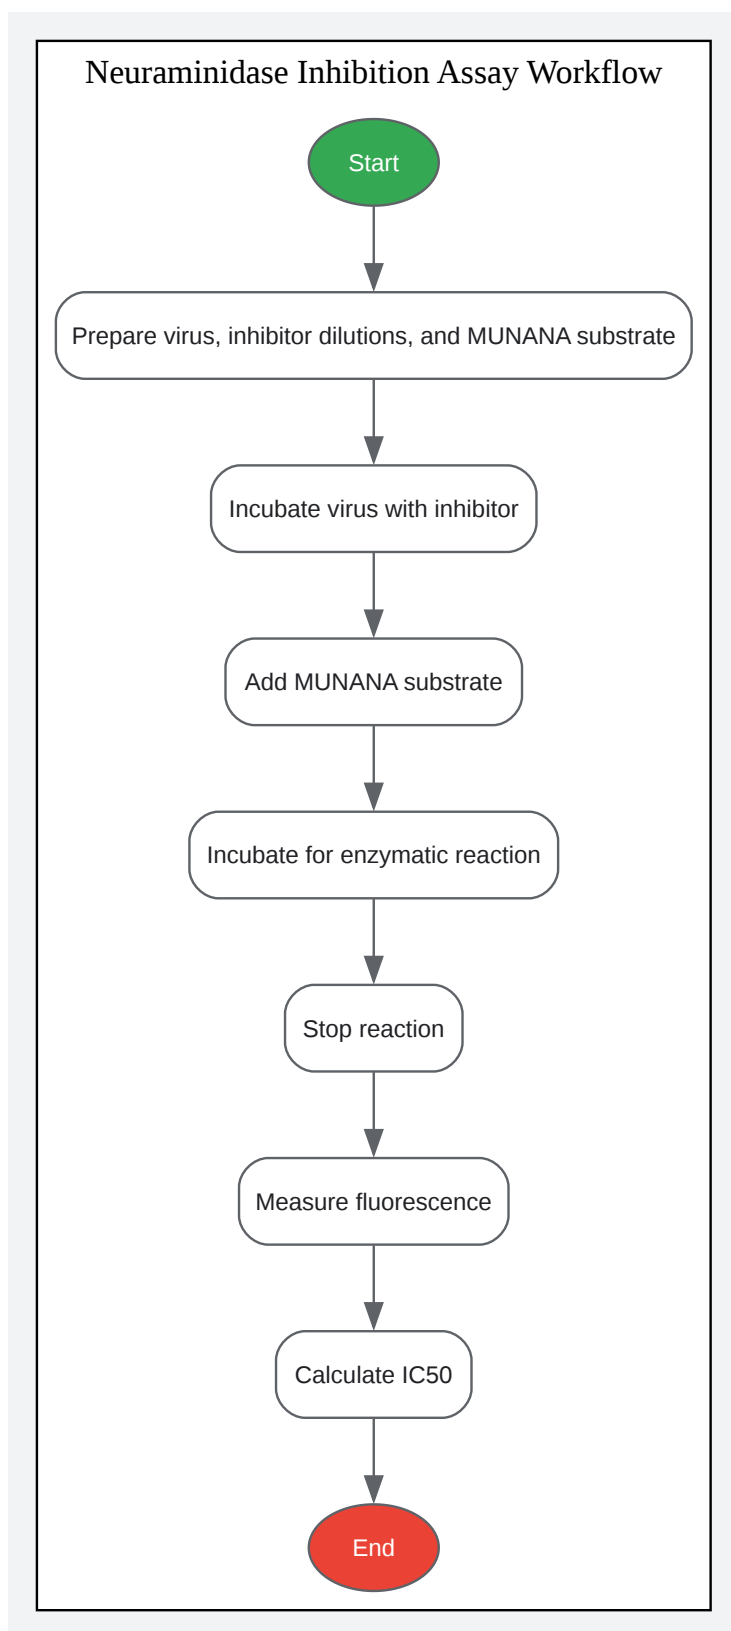 Neuraminidase Inhibition Assay Workflow
Start
Prepare virus, inhibitor dilutions, and MUNANA substrate
Incubate virus with inhibitor
Add MUNANA substrate
Incubate for enzymatic reaction
Stop reaction
Measure fluorescence
Calculate IC50
End